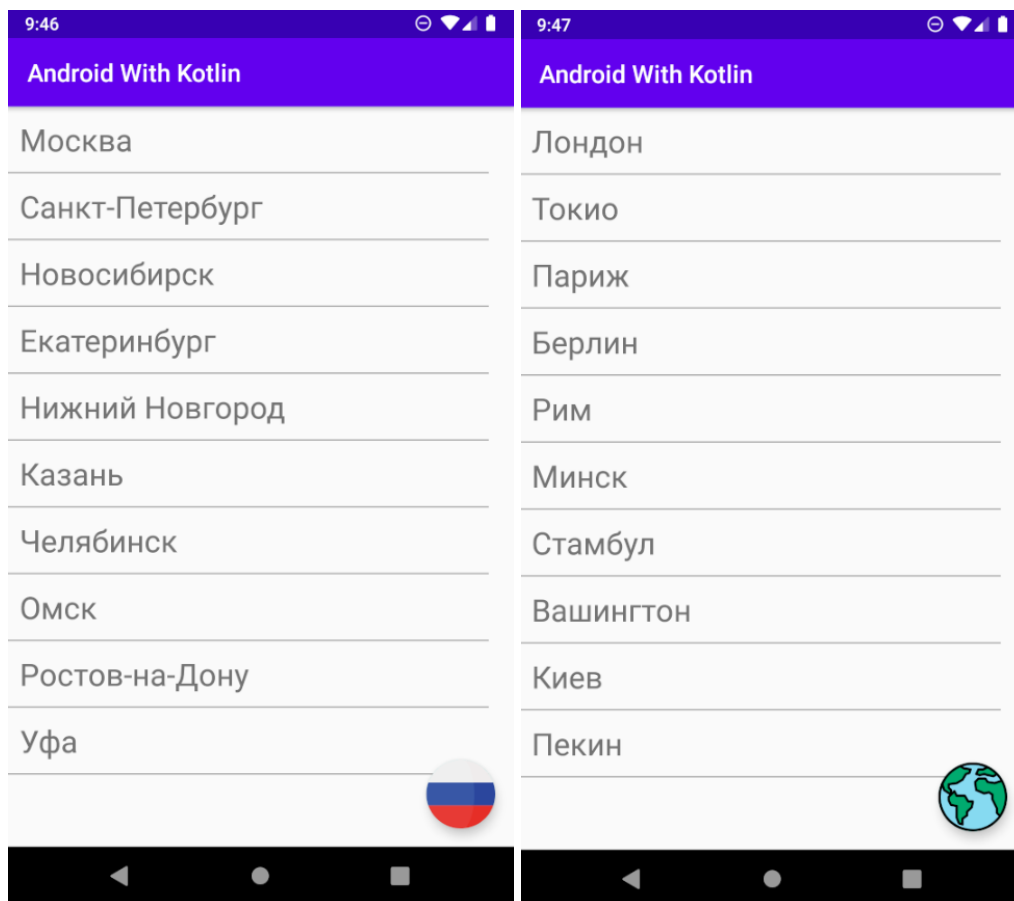 9:46
Android With Kotlin
Москва
Санкт-Петербург
Новосибирск
Екатеринбург
Нижний Новгород
Казань
Челябинск
Омск
Ростов-на-Дону
Уфа
9:47
Android With Kotlin
Лондон
Токио
Париж
Берлин
Рим
Минск
Стамбул
Вашингтон
Киев
Пекин